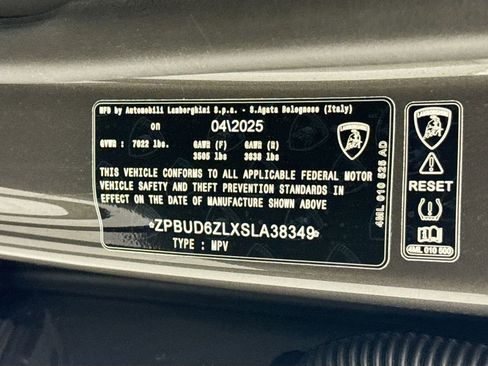 MFD by Automobili Lamborghini S.p.a. - S.Agata Bolognese (Italy)
on 04\2025
GVWR : 7022 lbs. GAWR (F) GAWR (R)
3505 lbs 3638 lbs
THIS VEHICLE CONFORMS TO ALL APPLICABLE FEDERAL MOTOR
VEHICLE SAFETY AND THEFT PREVENTION STANDARDS IN
EFFECT ON THE DATE OF MANUFACTURE SHOWN ABOVE
*ZPBUD6ZLXSLA38349*
TYPE : MPV
4ML 010 526 AD
LAMBORGHINI
RESET
4ML 010 500